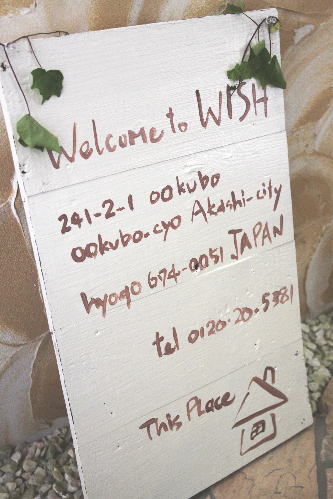 Welcome to WISH
241-2-1 ookubo
ookubo-cyo Akashi-city
hyogo 674-0051 JAPAN
tel 0120-20-5381
This Place